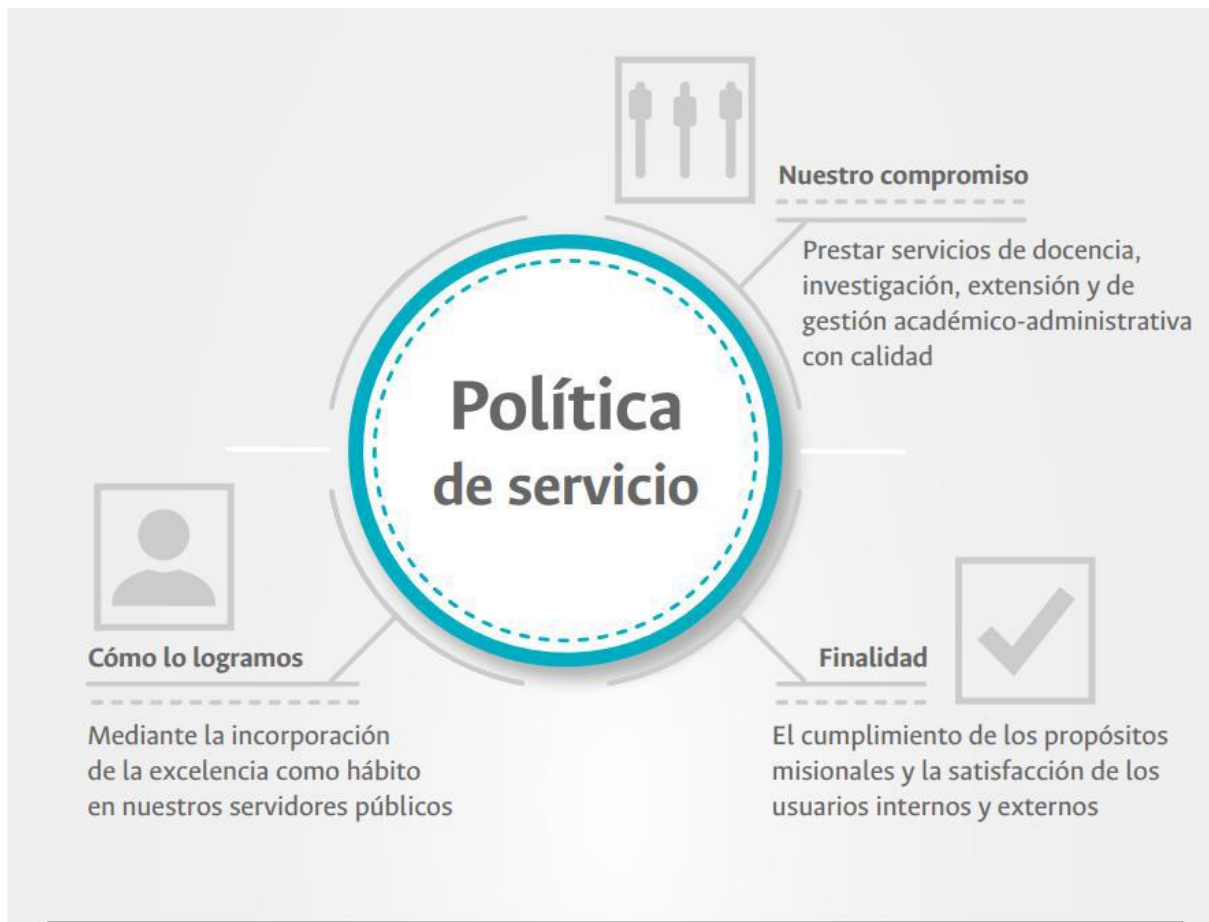 Nuestro compromiso
Prestar servicios de docencia,
investigación, extensión y de
gestión académico-administrativa
con calidad
Política
de servicio
Cómo lo logramos
Mediante la incorporación
de la excelencia como hábito
en nuestros servidores públicos
Finalidad
El cumplimiento de los propósitos
misionales y la satisfacción de los
usuarios internos y externos